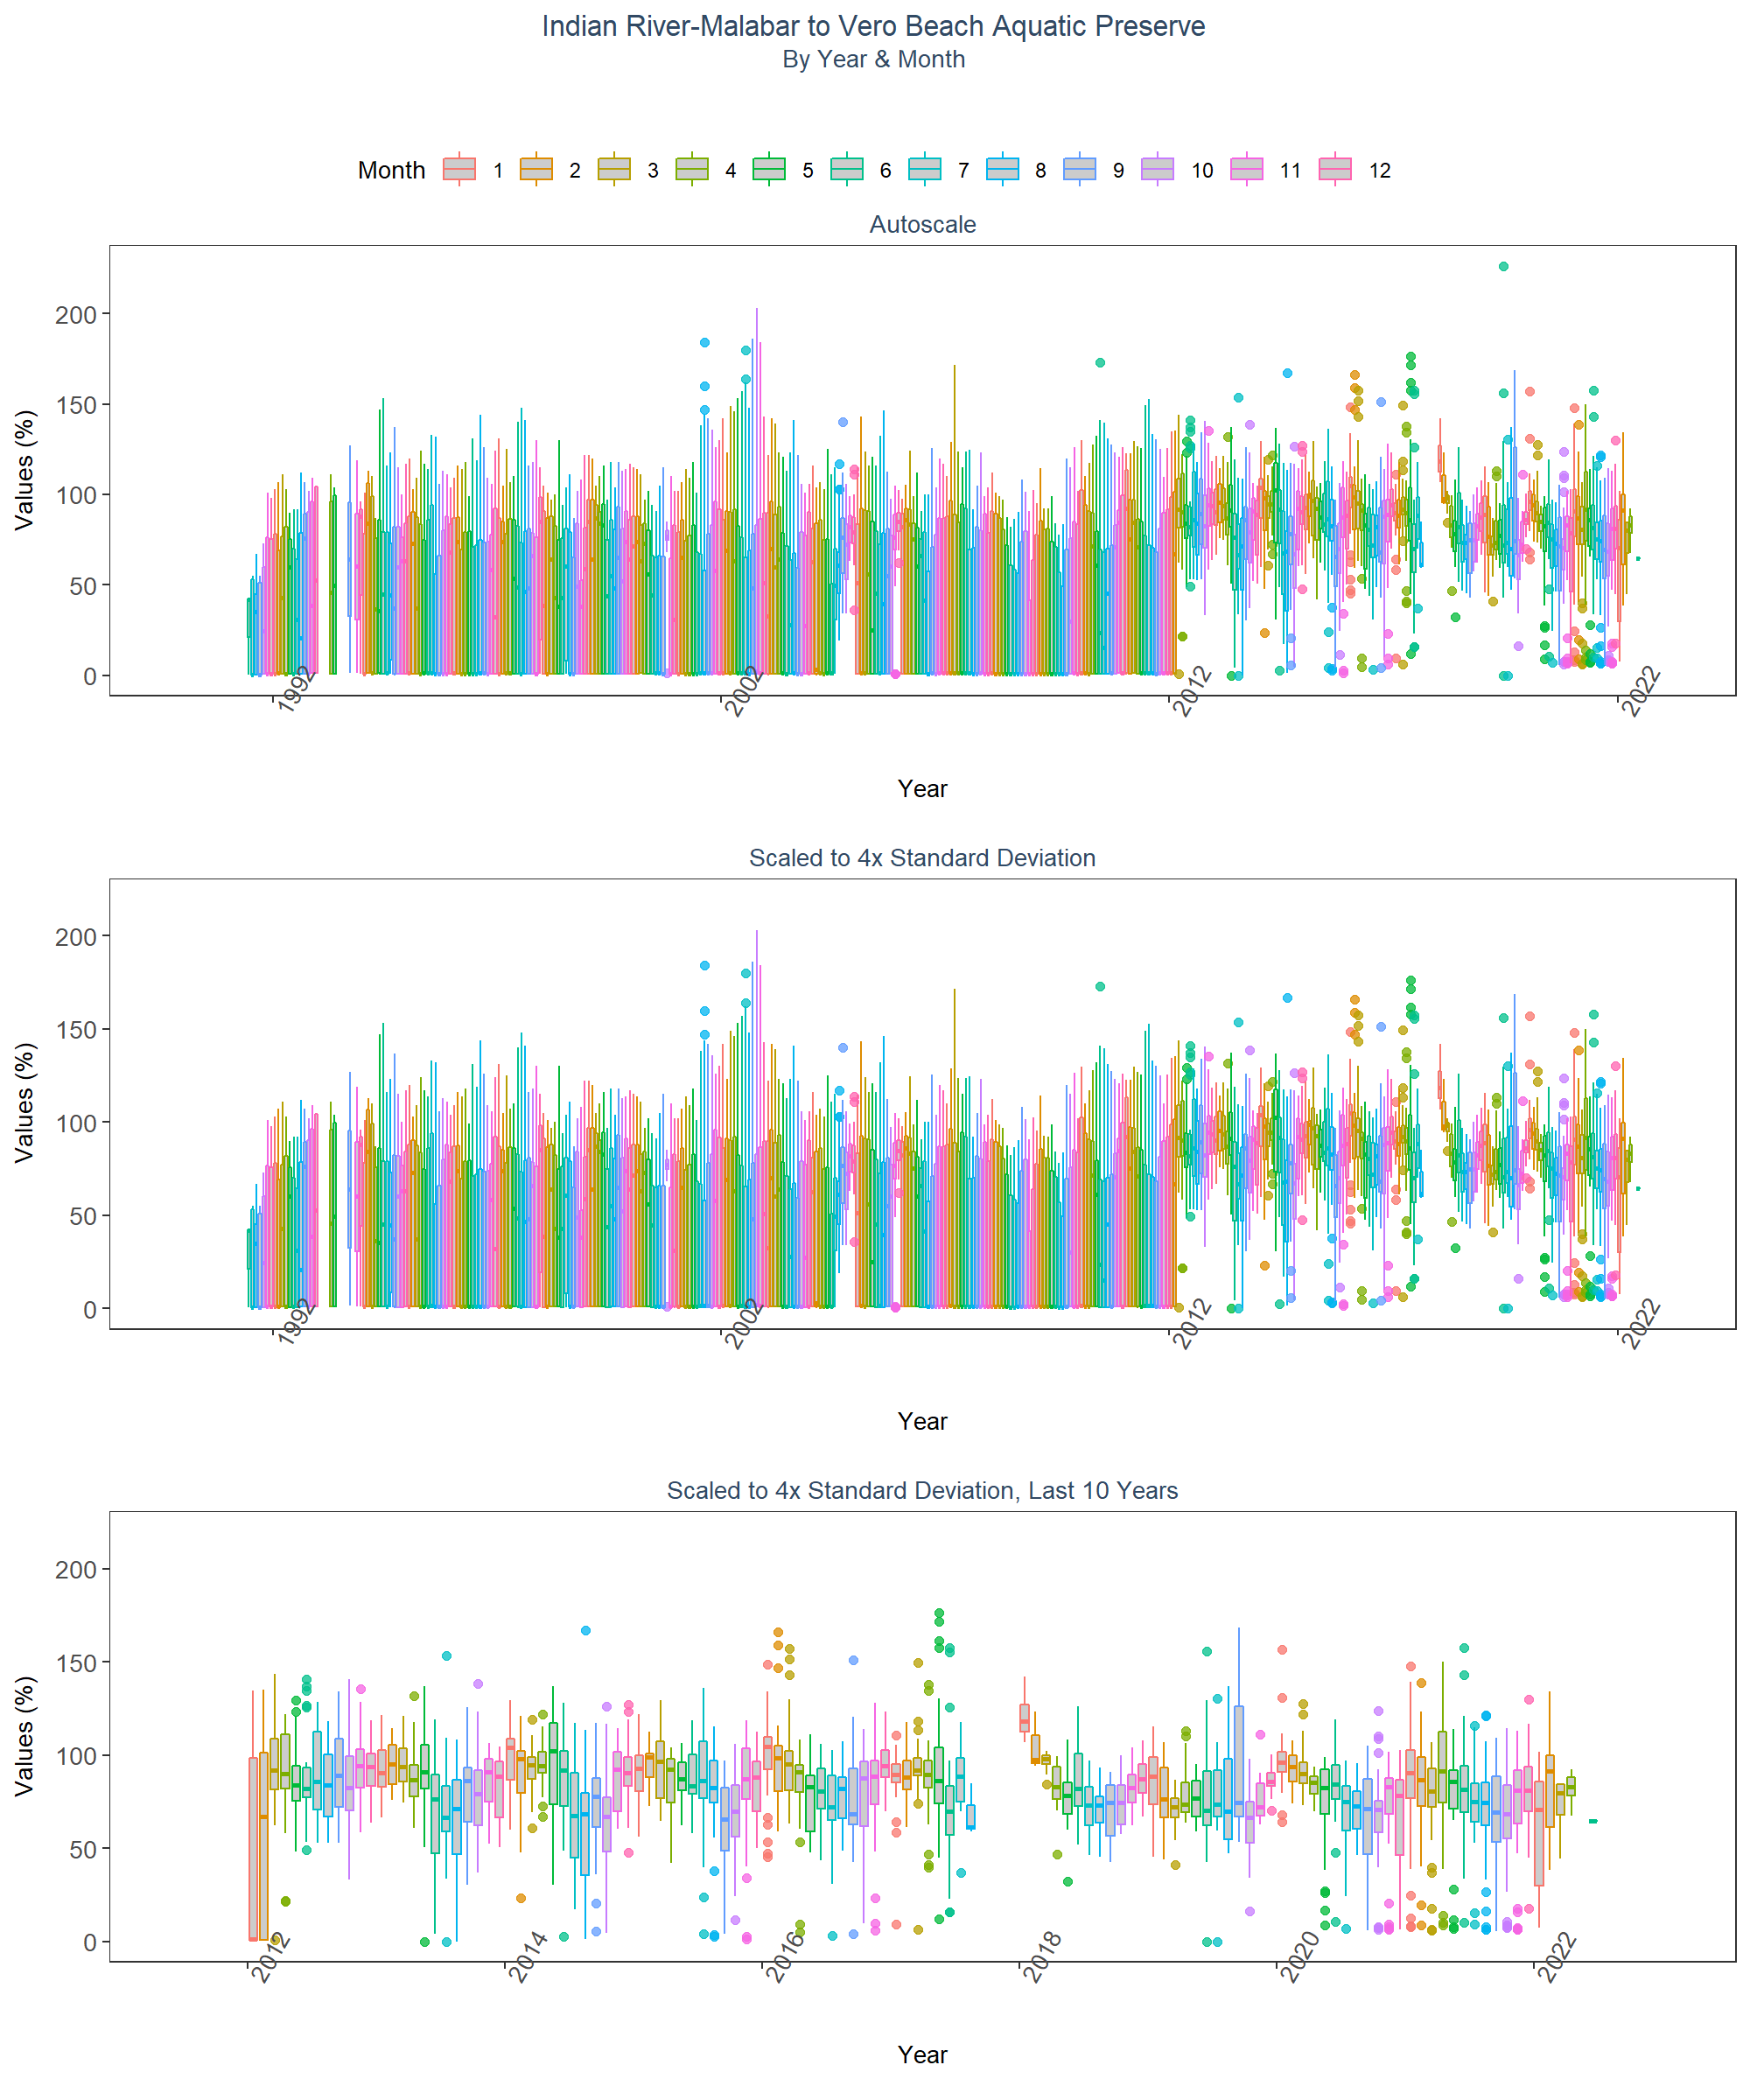 Indian River-Malabar to Vero Beach Aquatic Preserve
By Year & Month
Month 1 2 3 4 5 6 7 8 9 10 11 12
Autoscale
Values (%)
200
150
100
50
0
1992 2002 2012 2022
Year
Scaled to 4x Standard Deviation
Values (%)
200
150
100
50
0
1992 2002 2012 2022
Year
Scaled to 4x Standard Deviation, Last 10 Years
Values (%)
200
150
100
50
0
2012 2014 2016 2018 2020 2022
Year